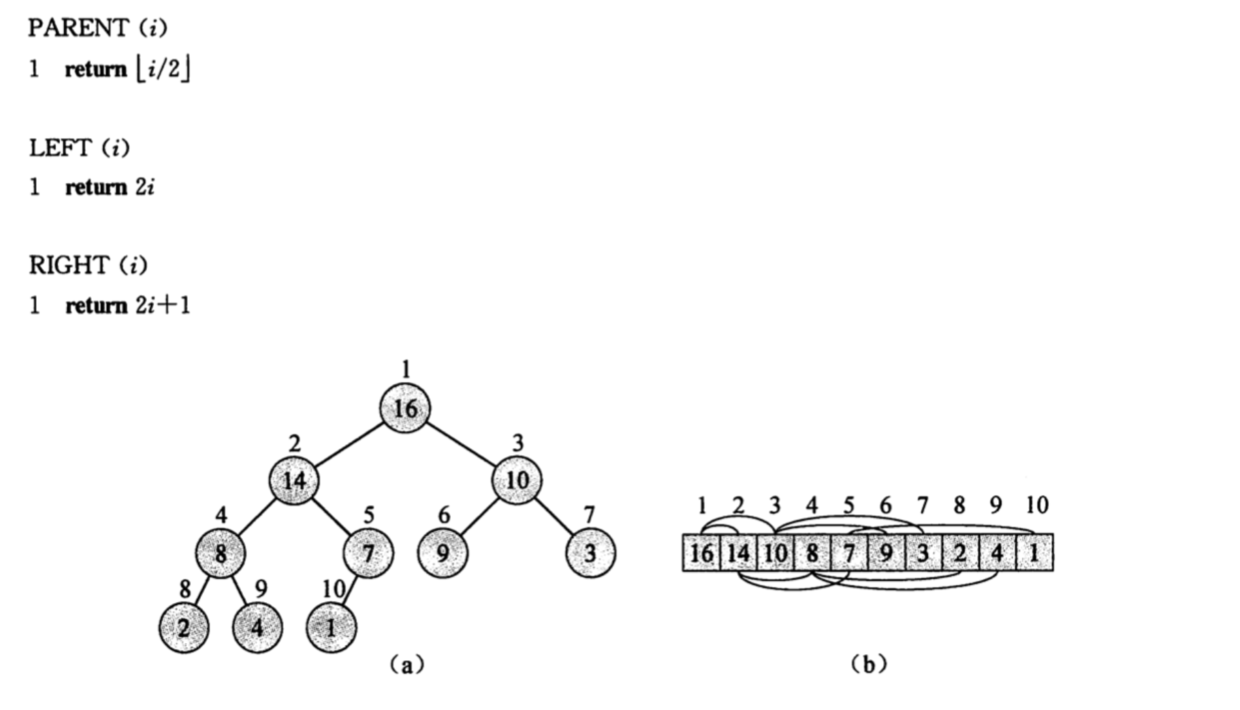 PARENT (i)
1 return ⌊i/2⌋
LEFT (i)
1 return 2i
RIGHT (i)
1 return 2i+1
1
16
2 3
14 10
4 5 6 7
8 7 9 3
8 9 10
2 4 1
(a)
1 2 3 4 5 6 7 8 9 10
16 14 10 8 7 9 3 2 4 1
(b)